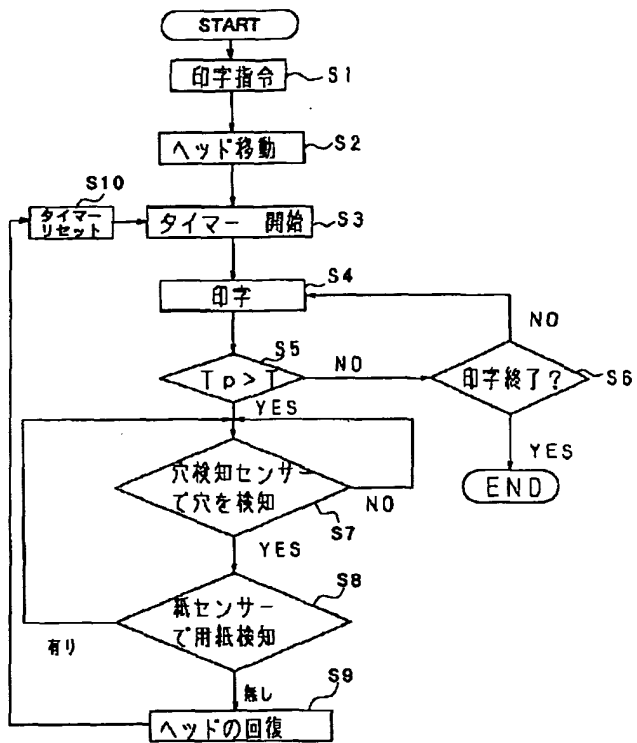 START
印字指令
S1
ヘッド移動
S2
S10
タイマー
リセット
タイマー 開始
S3
S4
印字
NO
S5
Tp>T
NO
印字終了?
S6
YES
YES
END
穴検知センサー
で穴を検知
NO
S7
YES
S8
紙センサー
で用紙検知
有り
無し
S9
ヘッドの回復